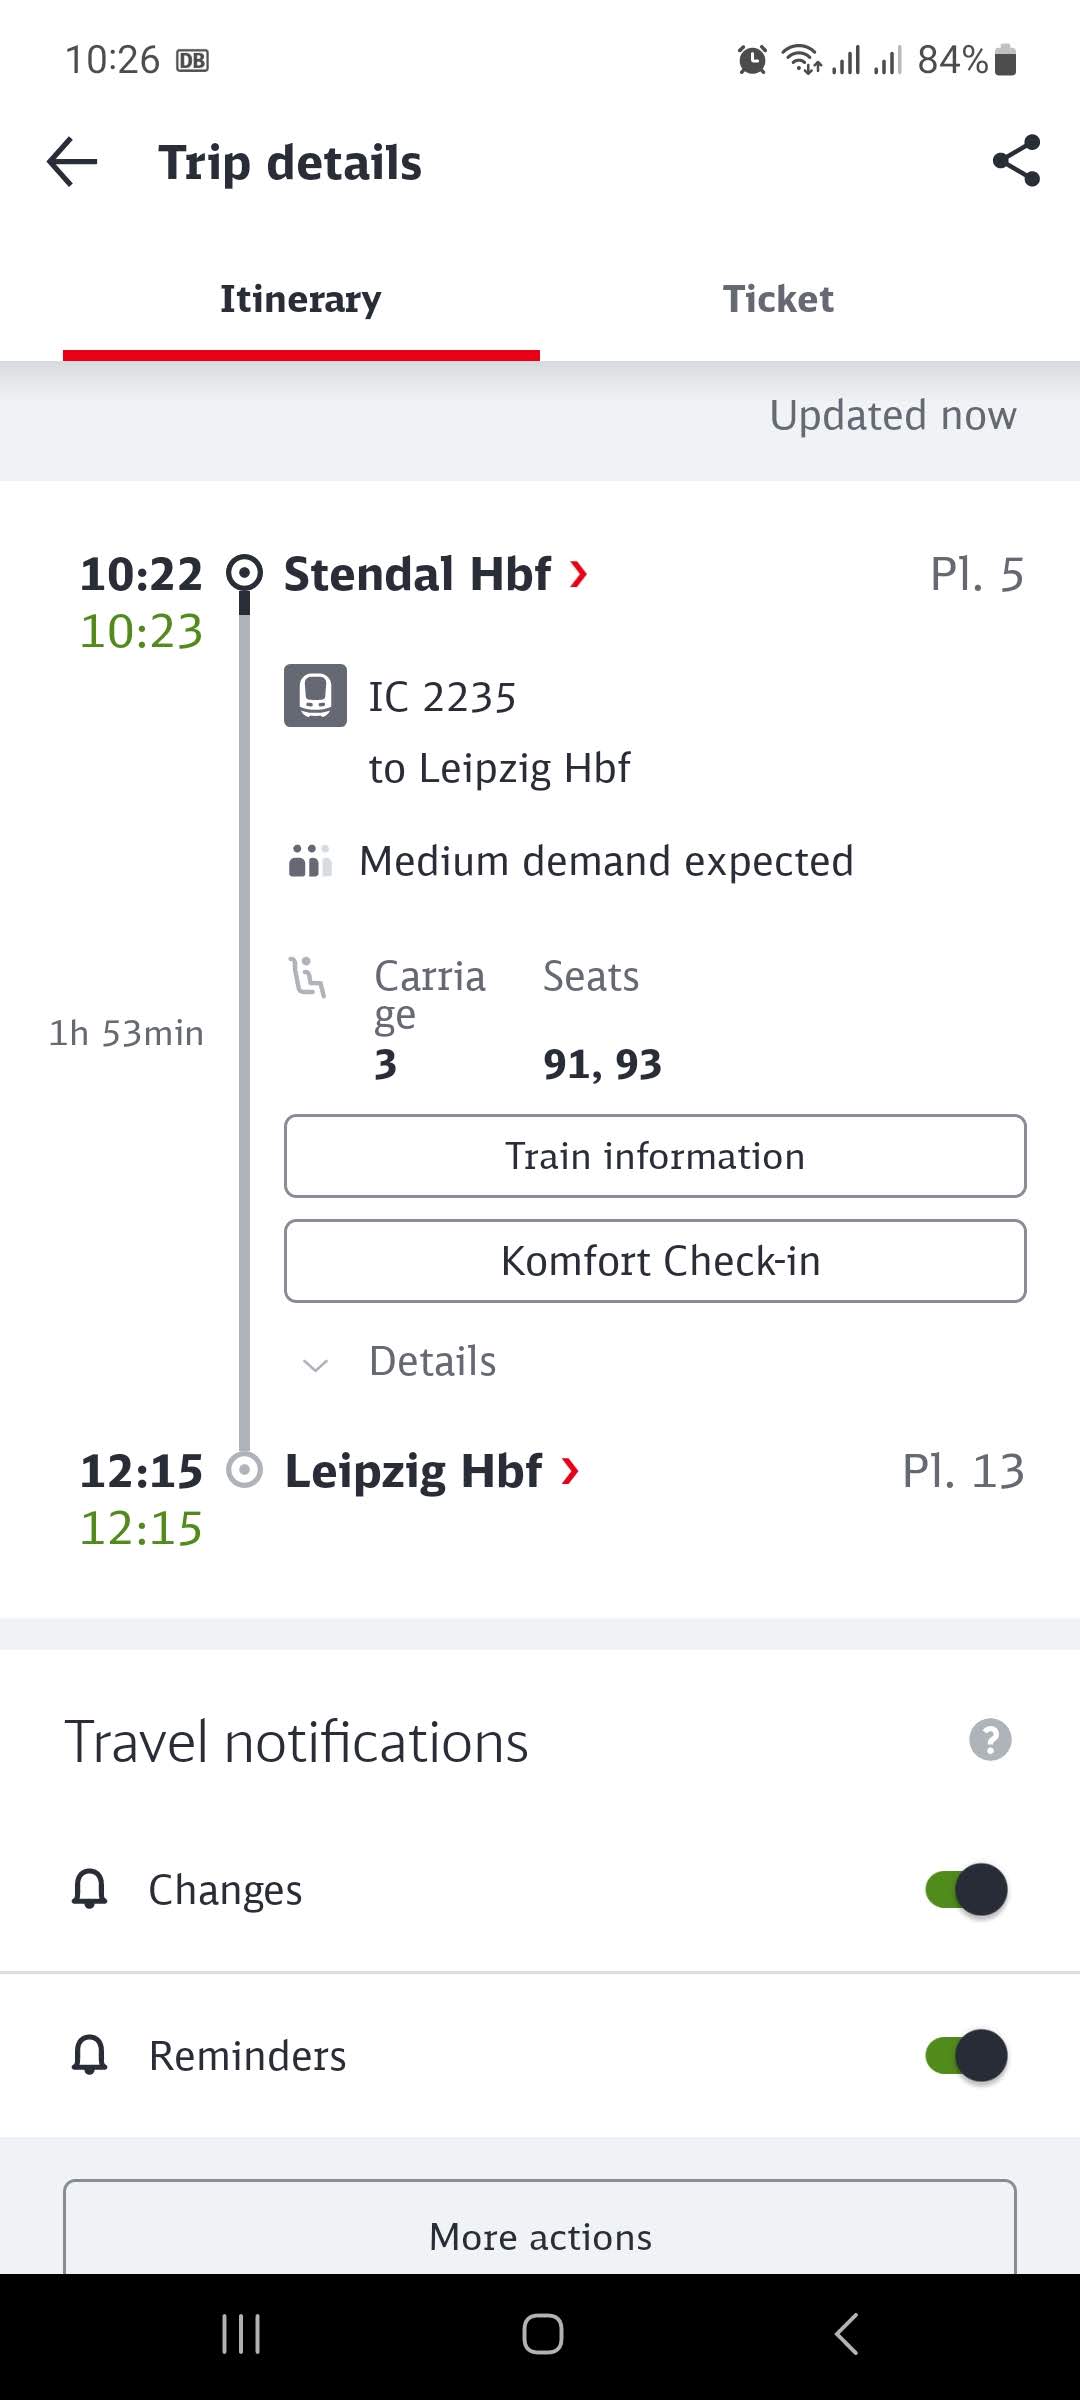 10:26 DB 84%
Trip details
Itinerary Ticket
Updated now
10:22 Stendal Hbf Pl. 5
10:23
IC 2235
to Leipzig Hbf
Medium demand expected
Carria Seats
ge
3 91, 93
1h 53min
Train information
Komfort Check-in
Details
12:15 Leipzig Hbf Pl. 13
12:15
Travel notifications ?
Changes
Reminders
More actions